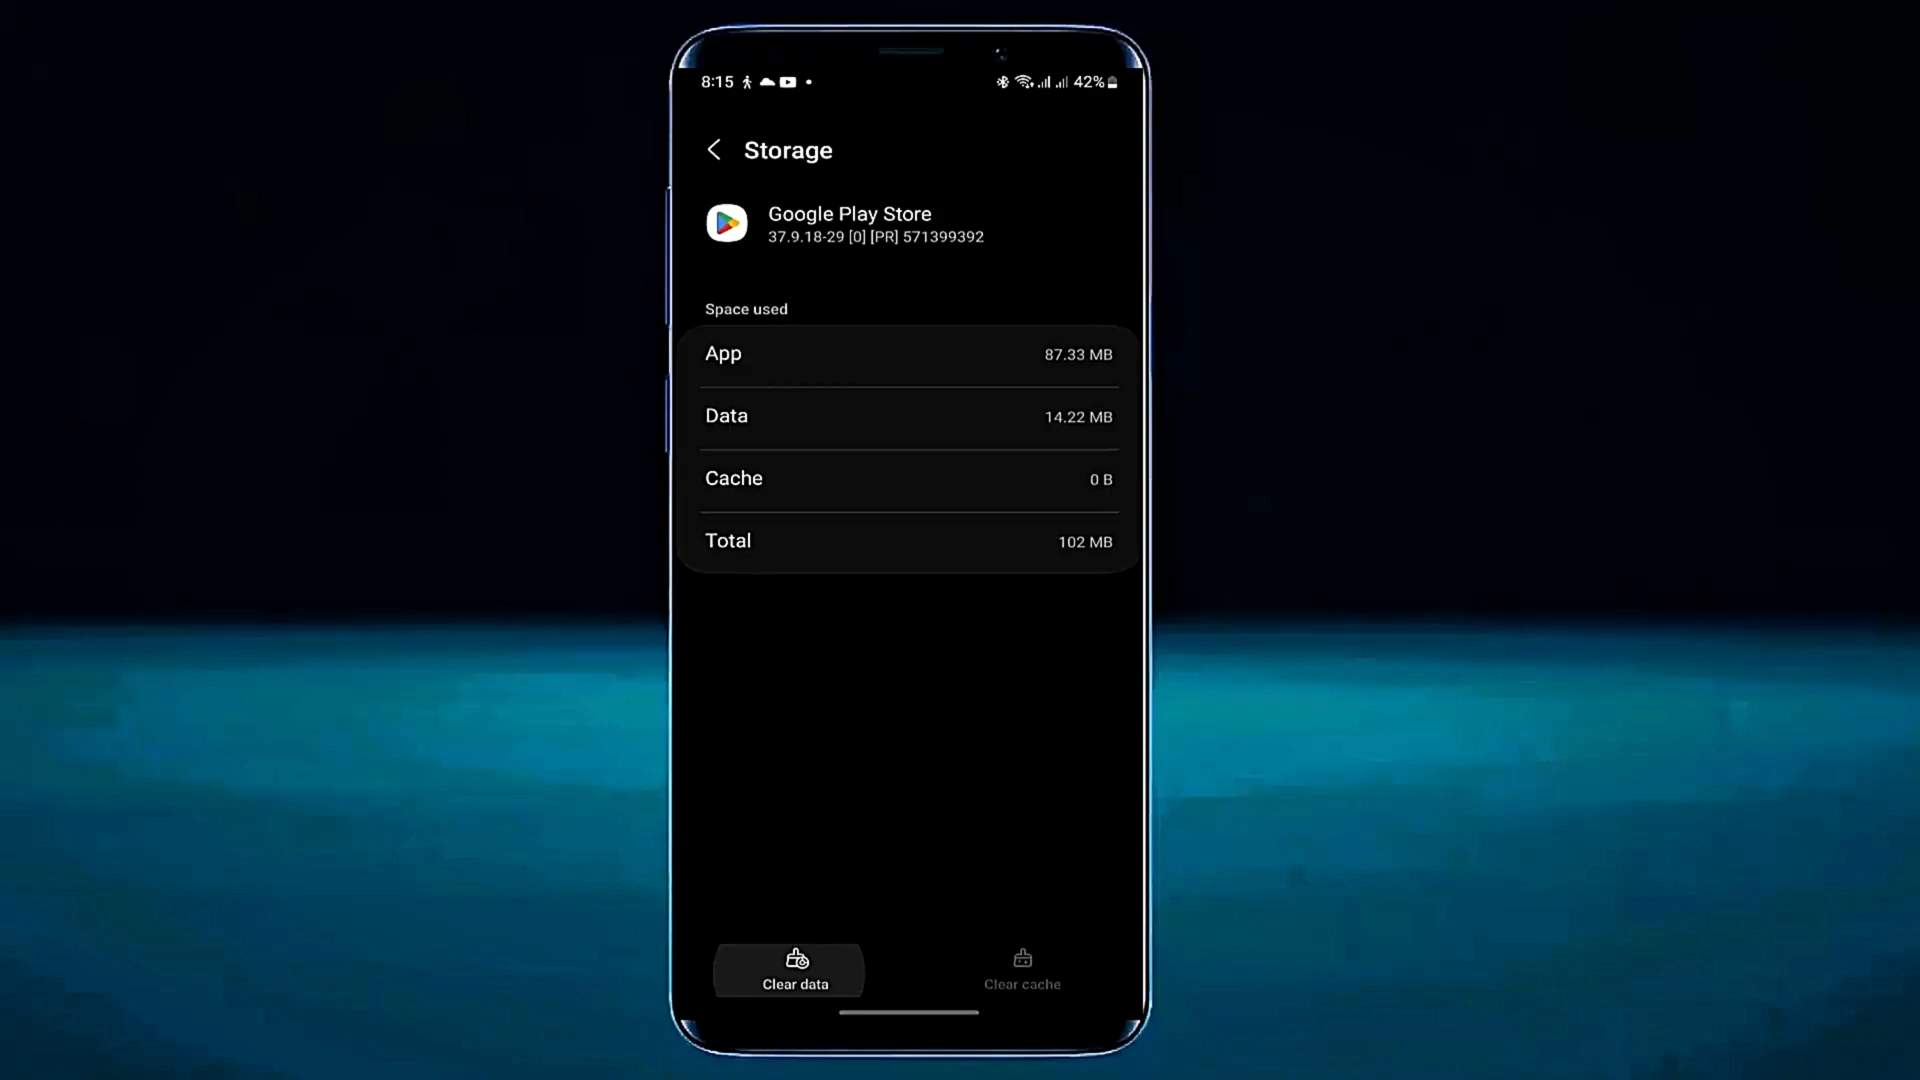 8:15 42%
Storage
Google Play Store
37.9.18-29 [0] [PR] 571399392
Space used
App 87.33 MB
Data 14.22 MB
Cache 0 B
Total 102 MB
Clear data Clear cache